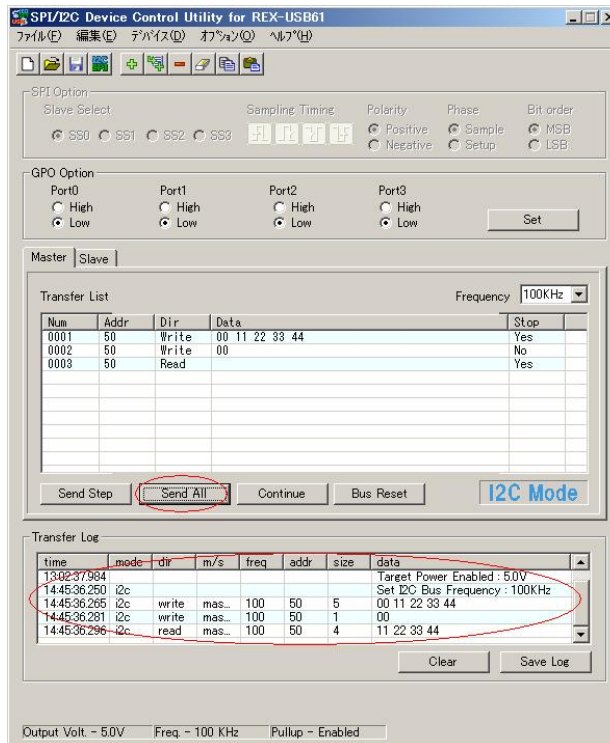 SPI/I2C Device Control Utility for REX-USB61
ファイル(F) 編集(E) デバイス(D) オプション(O) ヘルプ(H)
SPI Option
Slave Select Sampling Timing Polarity Phase Bit order
SS0 SS1 SS2 SS3 Positive Sample MSB
Negative Setup LSB
GPO Option
Port0 Port1 Port2 Port3
High High High High
Low Low Low Low Set
Master Slave
Transfer List Frequency 100KHz
Num Addr Dir Data Stop
0001 50 Write 00 11 22 33 44 Yes
0002 50 Write 00 No
0003 50 Read Yes
Send Step Send All Continue Bus Reset I2C Mode
Transfer Log
time mode dir m/s freq addr size data
13:02:37.984 Target Power Enabled : 5.0V
14:45:36.250 i2c Set I2C Bus Frequency : 100KHz
14:45:36.265 i2c write mas... 100 50 5 00 11 22 33 44
14:45:36.281 i2c write mas... 100 50 1 00
14:45:36.296 i2c read mas... 100 50 4 11 22 33 44
Clear Save Log
Output Volt. - 5.0V Freq. - 100 KHz Pullup - Enabled